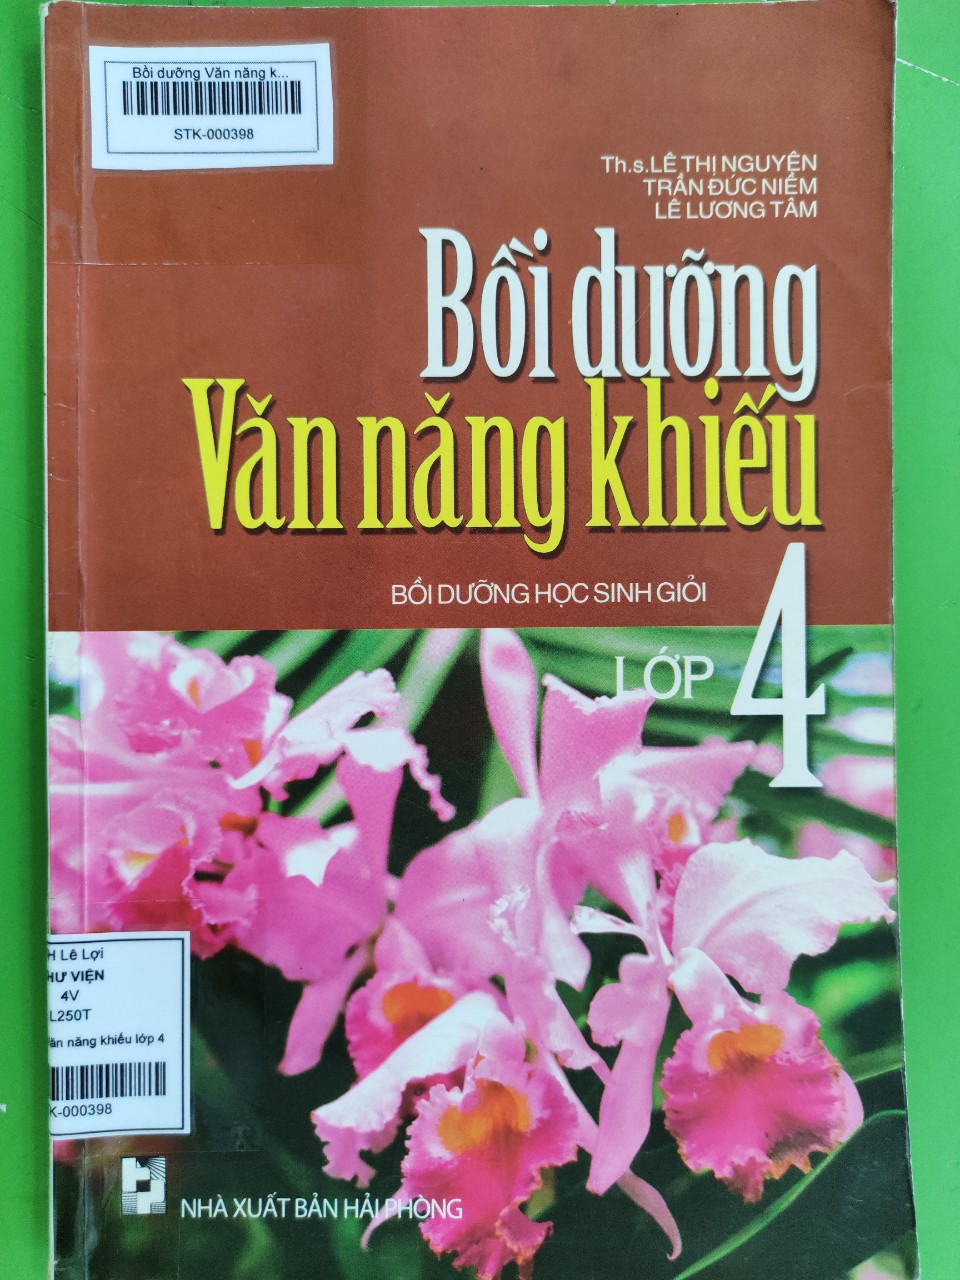 Bồi dưỡng Văn năng k...
STK-000398
Th.s.LÊ THỊ NGUYÊN
TRẦN ĐỨC NIỀM
LÊ LƯƠNG TÂM
Bồi dưỡng
Văn năng khiếu
BỒI DƯỠNG HỌC SINH GIỎI
LỚP 4
H Lê Lợi
HƯ VIỆN
4V
L250T
Văn năng khiếu lớp 4
K-000398
NHÀ XUẤT BẢN HẢI PHÒNG